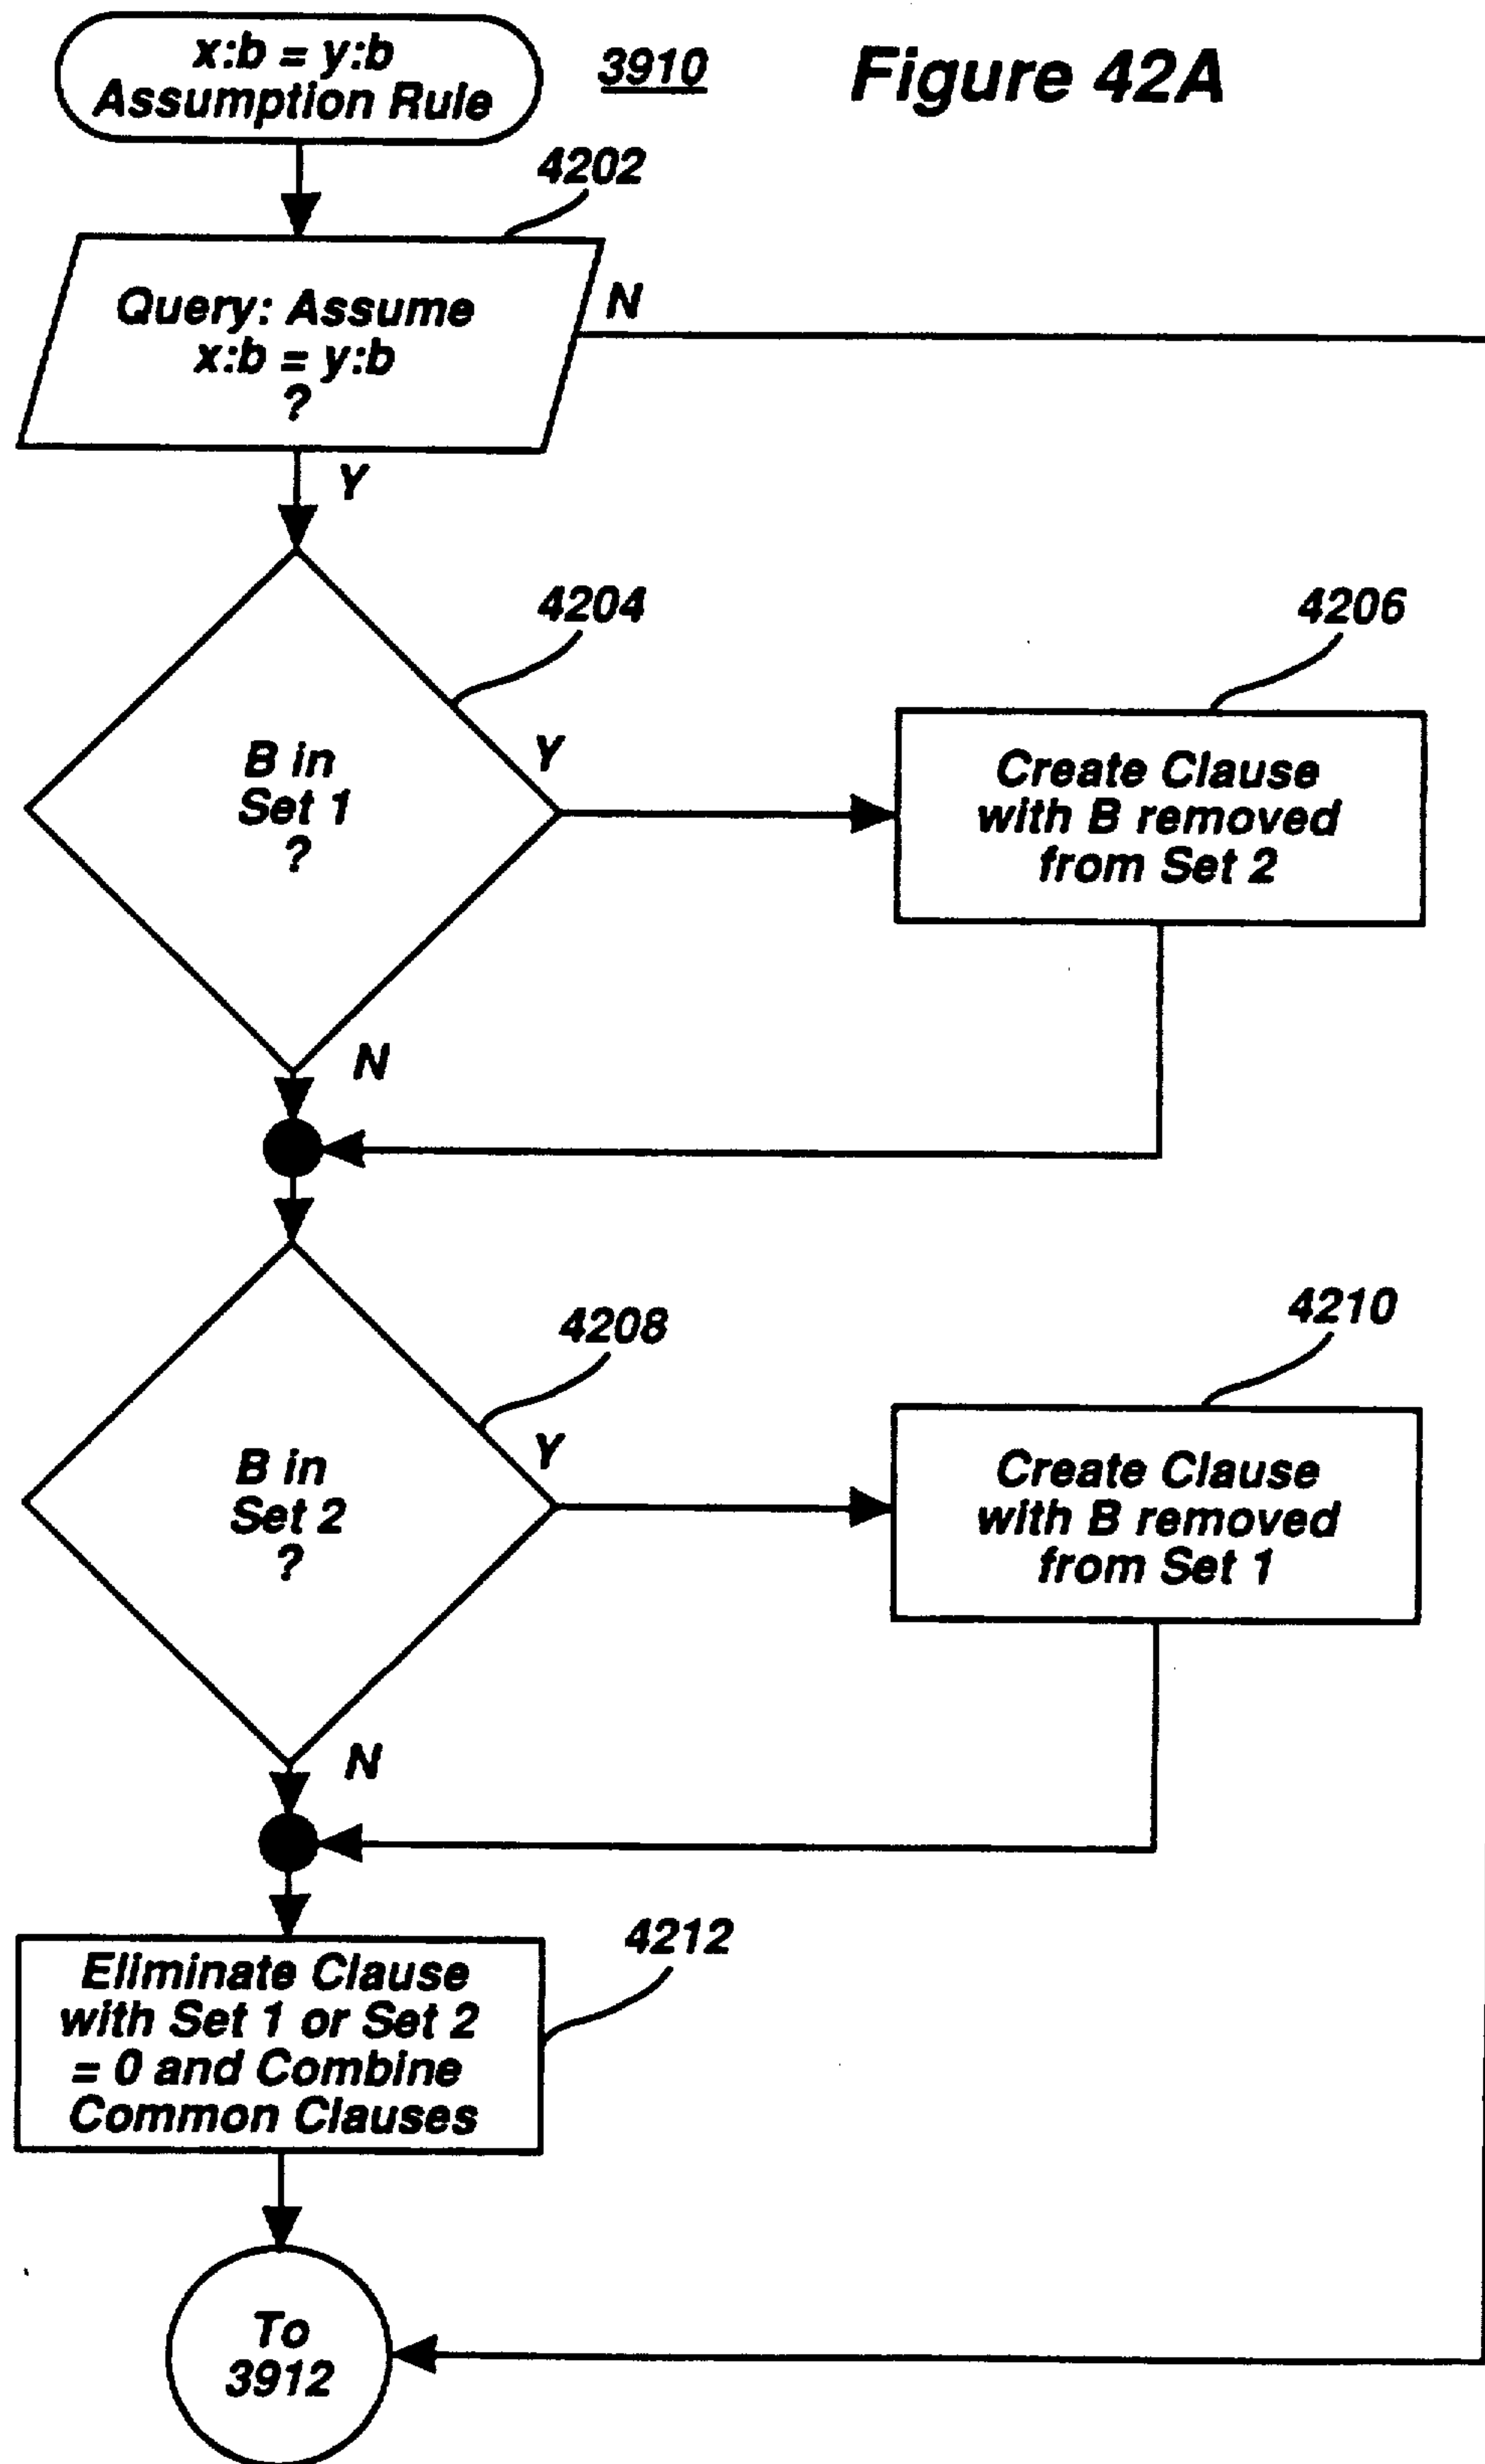 x:b = y:b
Assumption Rule
3910
Figure 42A
4202
Query: Assume
x:b = y:b
?
N
Y
4204
B in
Set 1
?
Y
4206
Create Clause
with B removed
from Set 2
N
4208
B in
Set 2
?
Y
4210
Create Clause
with B removed
from Set 1
N
4212
Eliminate Clause
with Set 1 or Set 2
= 0 and Combine
Common Clauses
To
3912